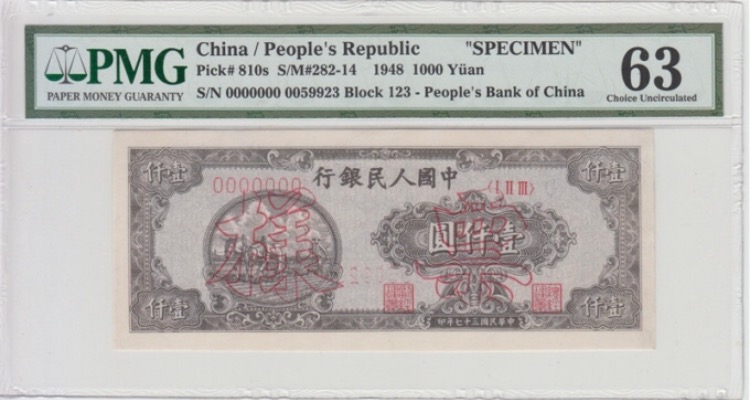 PMG
PAPER MONEY GUARANTY
China / People's Republic "SPECIMEN"
Pick# 810s S/M#282-14 1948 1000 Yüan
S/N 0000000 0059923 Block 123 - People's Bank of China
63
Choice Uncirculated
行銀民人國中
仟壹
仟壹
0000000
〈I II III〉
圓仟壹
仟壹
仟壹
印年七十三國民華中